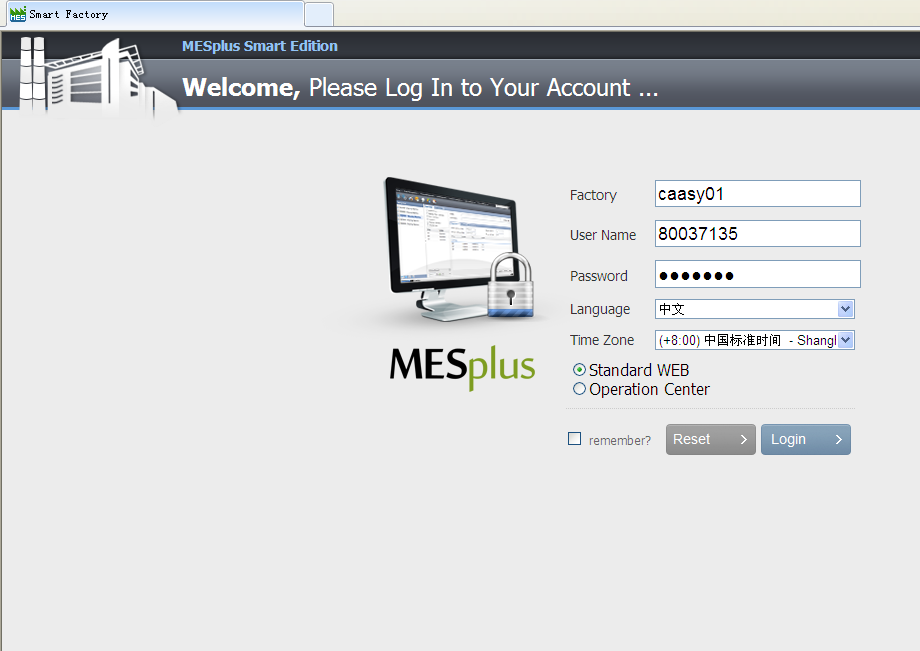 Smart Factory
MESplus Smart Edition
Welcome, Please Log In to Your Account ...
Factory caasy01
User Name 80037135
Password ●●●●●●●
Language 中文
Time Zone (+8:00) 中国标准时间 - Shangl
Standard WEB
Operation Center
MESplus
remember? Reset > Login >